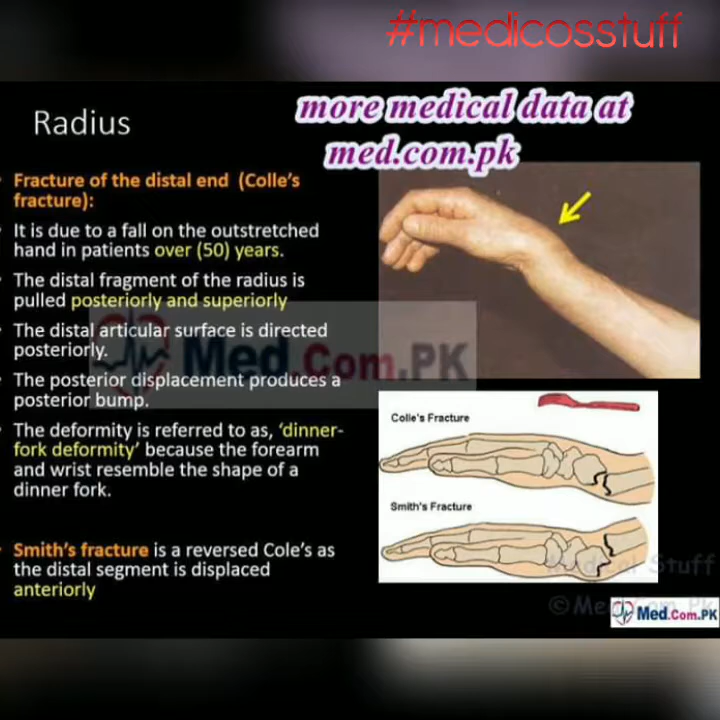 #medicosstuff
more medical data at
med.com.pk
Radius
Fracture of the distal end (Colle's
fracture):
It is due to a fall on the outstretched
hand in patients over (50) years.
The distal fragment of the radius is
pulled posteriorly and superiorly
The distal articular surface is directed
posteriorly.
The posterior displacement produces a
posterior bump.
The deformity is referred to as, 'dinner-
fork deformity' because the forearm
and wrist resemble the shape of a
dinner fork.
Smith's fracture is a reversed Cole's as
the distal segment is displaced
anteriorly
Med.Com.PK
Colle's Fracture
Smith's Fracture
Medical Stuff
©Med.Com.Pk
Med.Com.PK